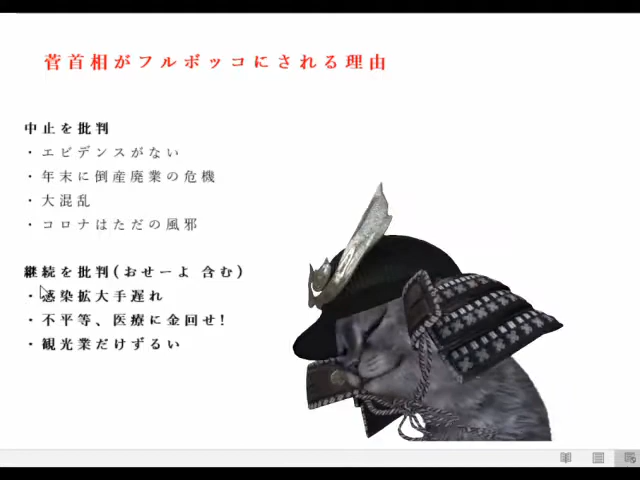 菅首相がフルボッコにされる理由
中止を批判
・エビデンスがない
・年末に倒産廃業の危機
・大混乱
・コロナはただの風邪
継続を批判(おせーよ 含む)
・感染拡大手遅れ
・不平等、医療に金回せ!
・観光業だけずるい